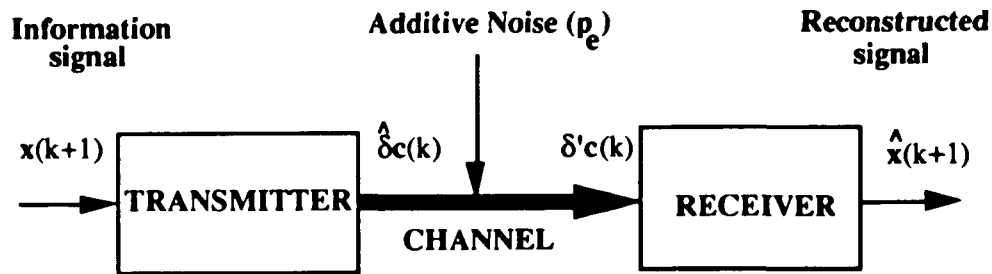 Information
signal
Additive Noise (pₑ)
Reconstructed
signal
x(k+1)
δ̂c(k)
δ'c(k)
x̂(k+1)
TRANSMITTER
CHANNEL
RECEIVER